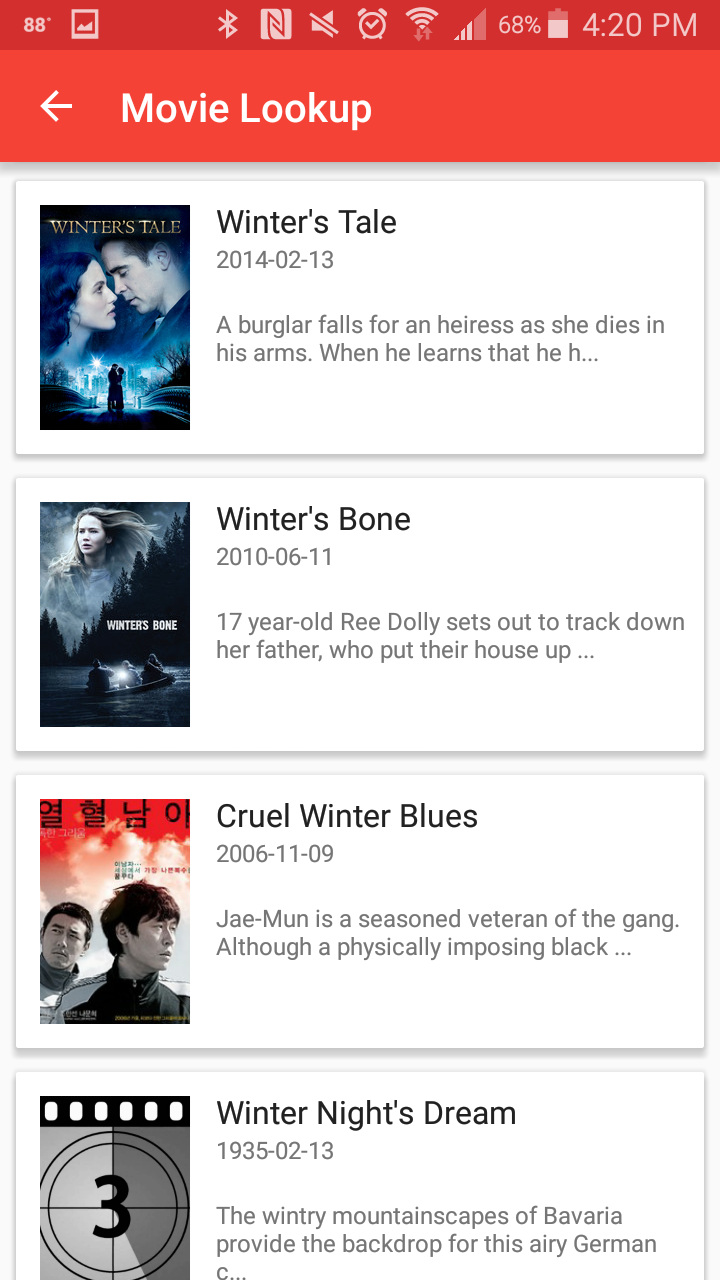 88°
68%
4:20 PM
Movie Lookup
WINTER'S TALE
Winter's Tale
2014-02-13
A burglar falls for an heiress as she dies in
his arms. When he learns that he h...
WINTER'S BONE
Winter's Bone
2010-06-11
17 year-old Ree Dolly sets out to track down
her father, who put their house up ...
열혈남아
Cruel Winter Blues
2006-11-09
Jae-Mun is a seasoned veteran of the gang.
Although a physically imposing black ...
3
Winter Night's Dream
1935-02-13
The wintry mountainscapes of Bavaria
provide the backdrop for this airy German
c...